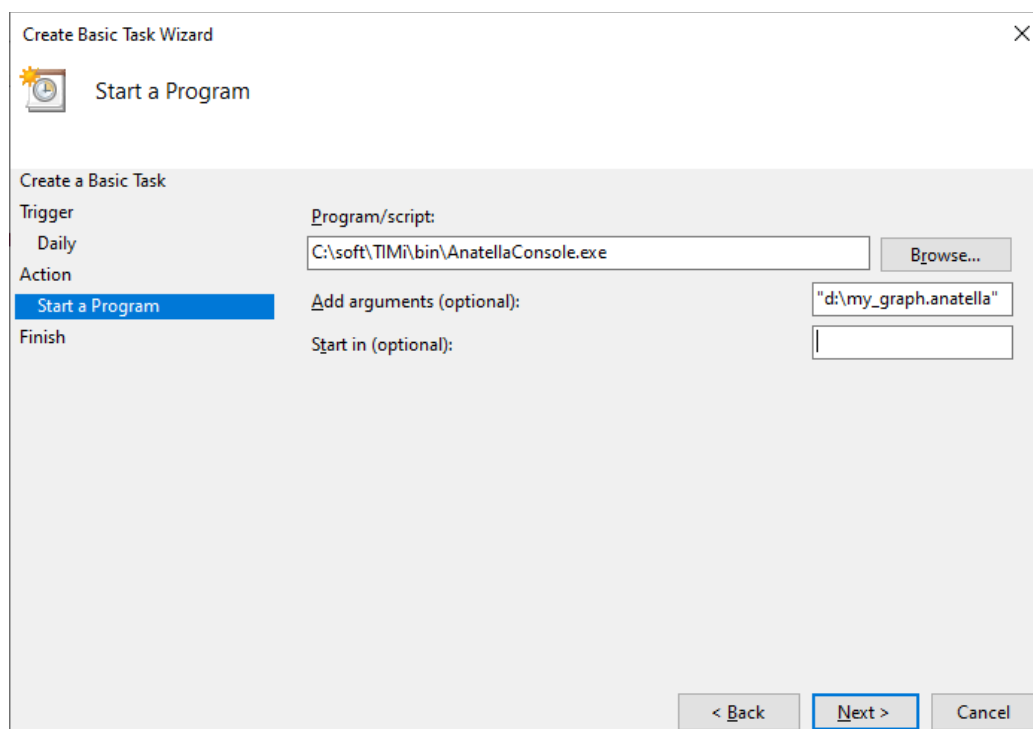 Create Basic Task Wizard
Start a Program
Create a Basic Task
Trigger
Daily
Action
Start a Program
Finish
Program/script:
C:\soft\TIMi\bin\AnatellaConsole.exe
Browse...
Add arguments (optional):
"d:\my_graph.anatella"
Start in (optional):
< Back
Next >
Cancel